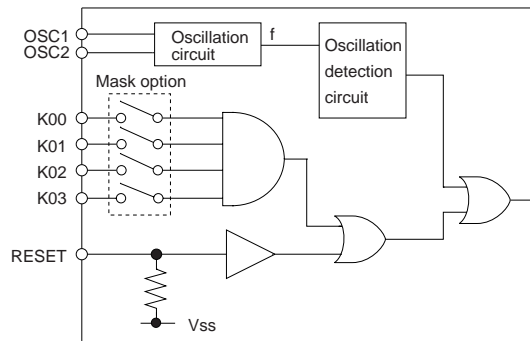 OSC1
OSC2
Oscillation
circuit
f
Oscillation
detection
circuit
Mask option
K00
K01
K02
K03
RESET
Vss